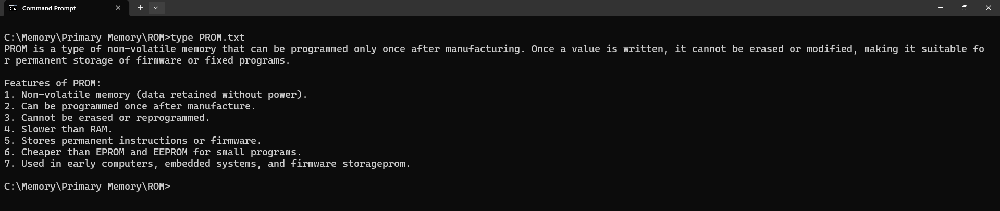 Command Prompt
C:\Memory\Primary Memory\ROM>type PROM.txt
PROM is a type of non-volatile memory that can be programmed only once after manufacturing. Once a value is written, it cannot be erased or modified, making it suitable fo
r permanent storage of firmware or fixed programs.
Features of PROM:
1. Non-volatile memory (data retained without power).
2. Can be programmed once after manufacture.
3. Cannot be erased or reprogrammed.
4. Slower than RAM.
5. Stores permanent instructions or firmware.
6. Cheaper than EPROM and EEPROM for small programs.
7. Used in early computers, embedded systems, and firmware storageprom.
C:\Memory\Primary Memory\ROM>